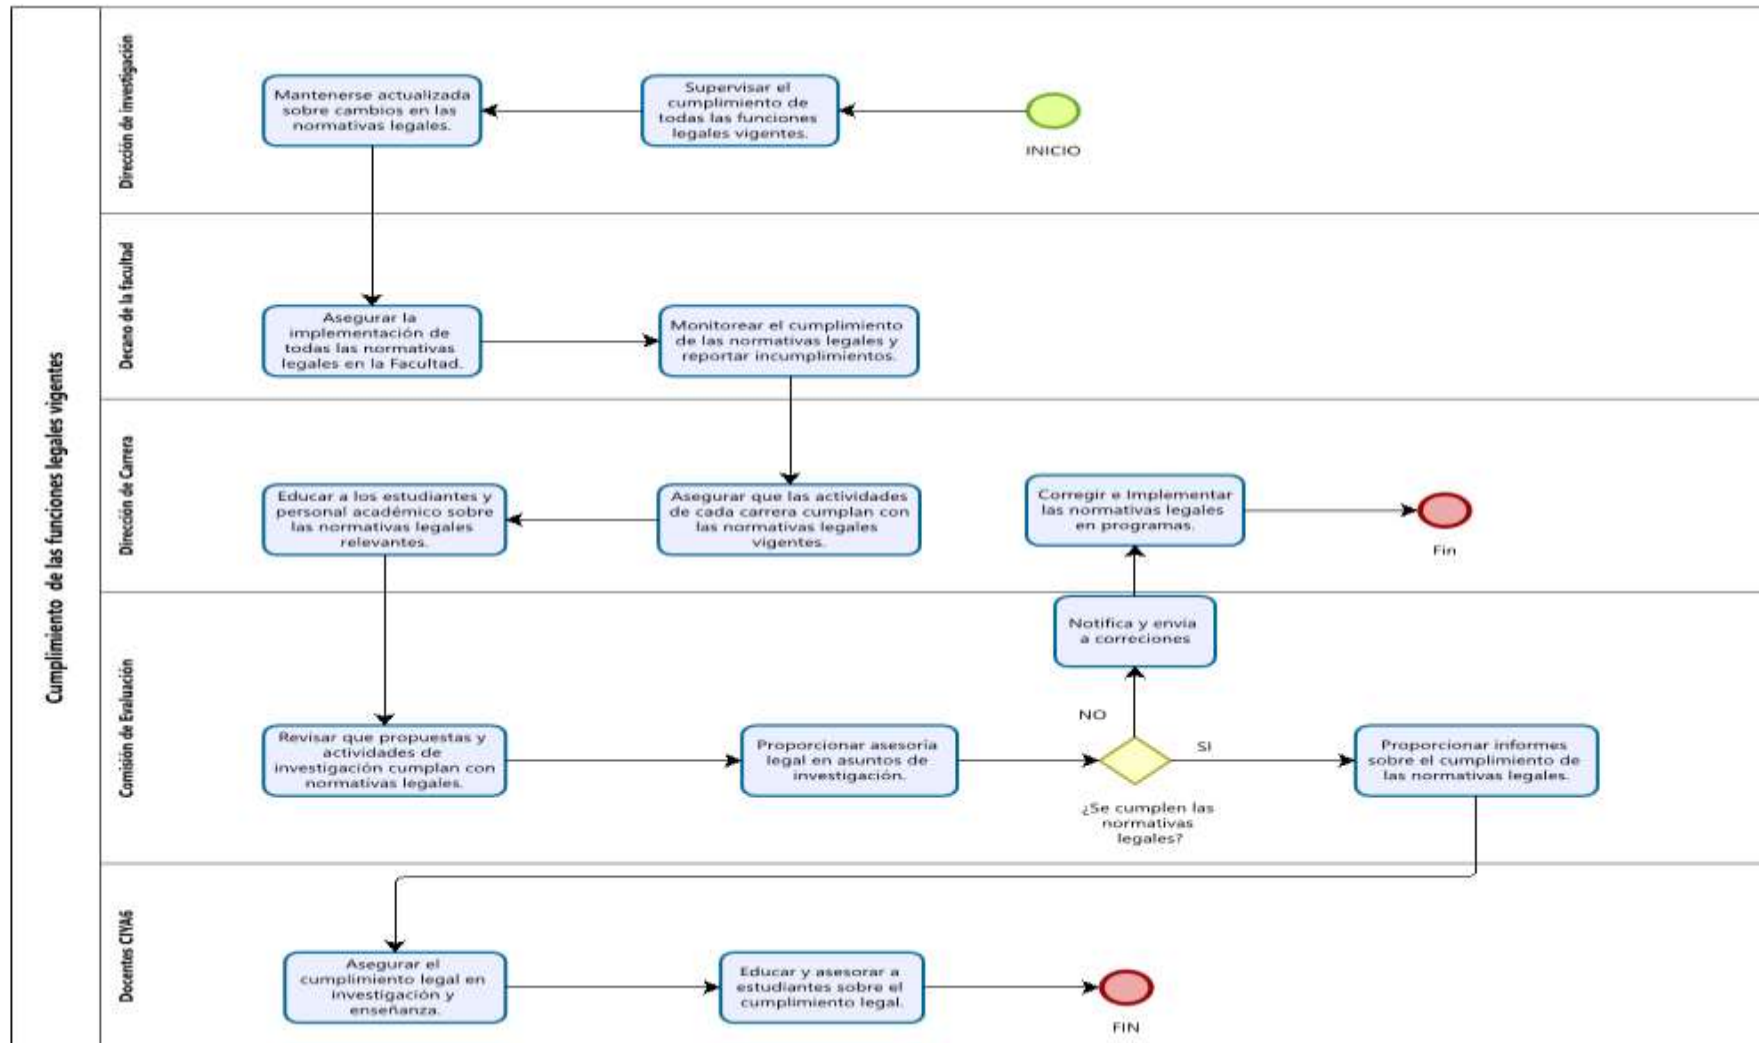 Cumplimiento de las funciones legales vigentes
Dirección de investigación
Mantenerse actualizada
sobre cambios en las
normativas legales.
Supervisar el
cumplimiento de
todas las funciones
legales vigentes.
INICIO
Decano de la facultad
Asegurar la
implementación de
todas las normativas
legales en la Facultad.
Monitorear el cumplimiento
de las normativas legales y
reportar incumplimientos.
Dirección de Carrera
Educar a los estudiantes y
personal académico sobre
las normativas legales
relevantes.
Asegurar que las actividades
de cada carrera cumplan con
las normativas legales
vigentes.
Corregir e Implementar
las normativas legales
en programas.
Fin
Comisión de Evaluación
Revisar que propuestas y
actividades de
investigación cumplan con
normativas legales.
Proporcionar asesoría
legal en asuntos de
investigación.
Notifica y envia
a correciones
NO
SI
¿Se cumplen las
normativas
legales?
Proporcionar informes
sobre el cumplimiento de
las normativas legales.
Docentes CIYA6
Asegurar el
cumplimiento legal en
investigación y
enseñanza.
Educar y asesorar a
estudiantes sobre el
cumplimiento legal.
FIN